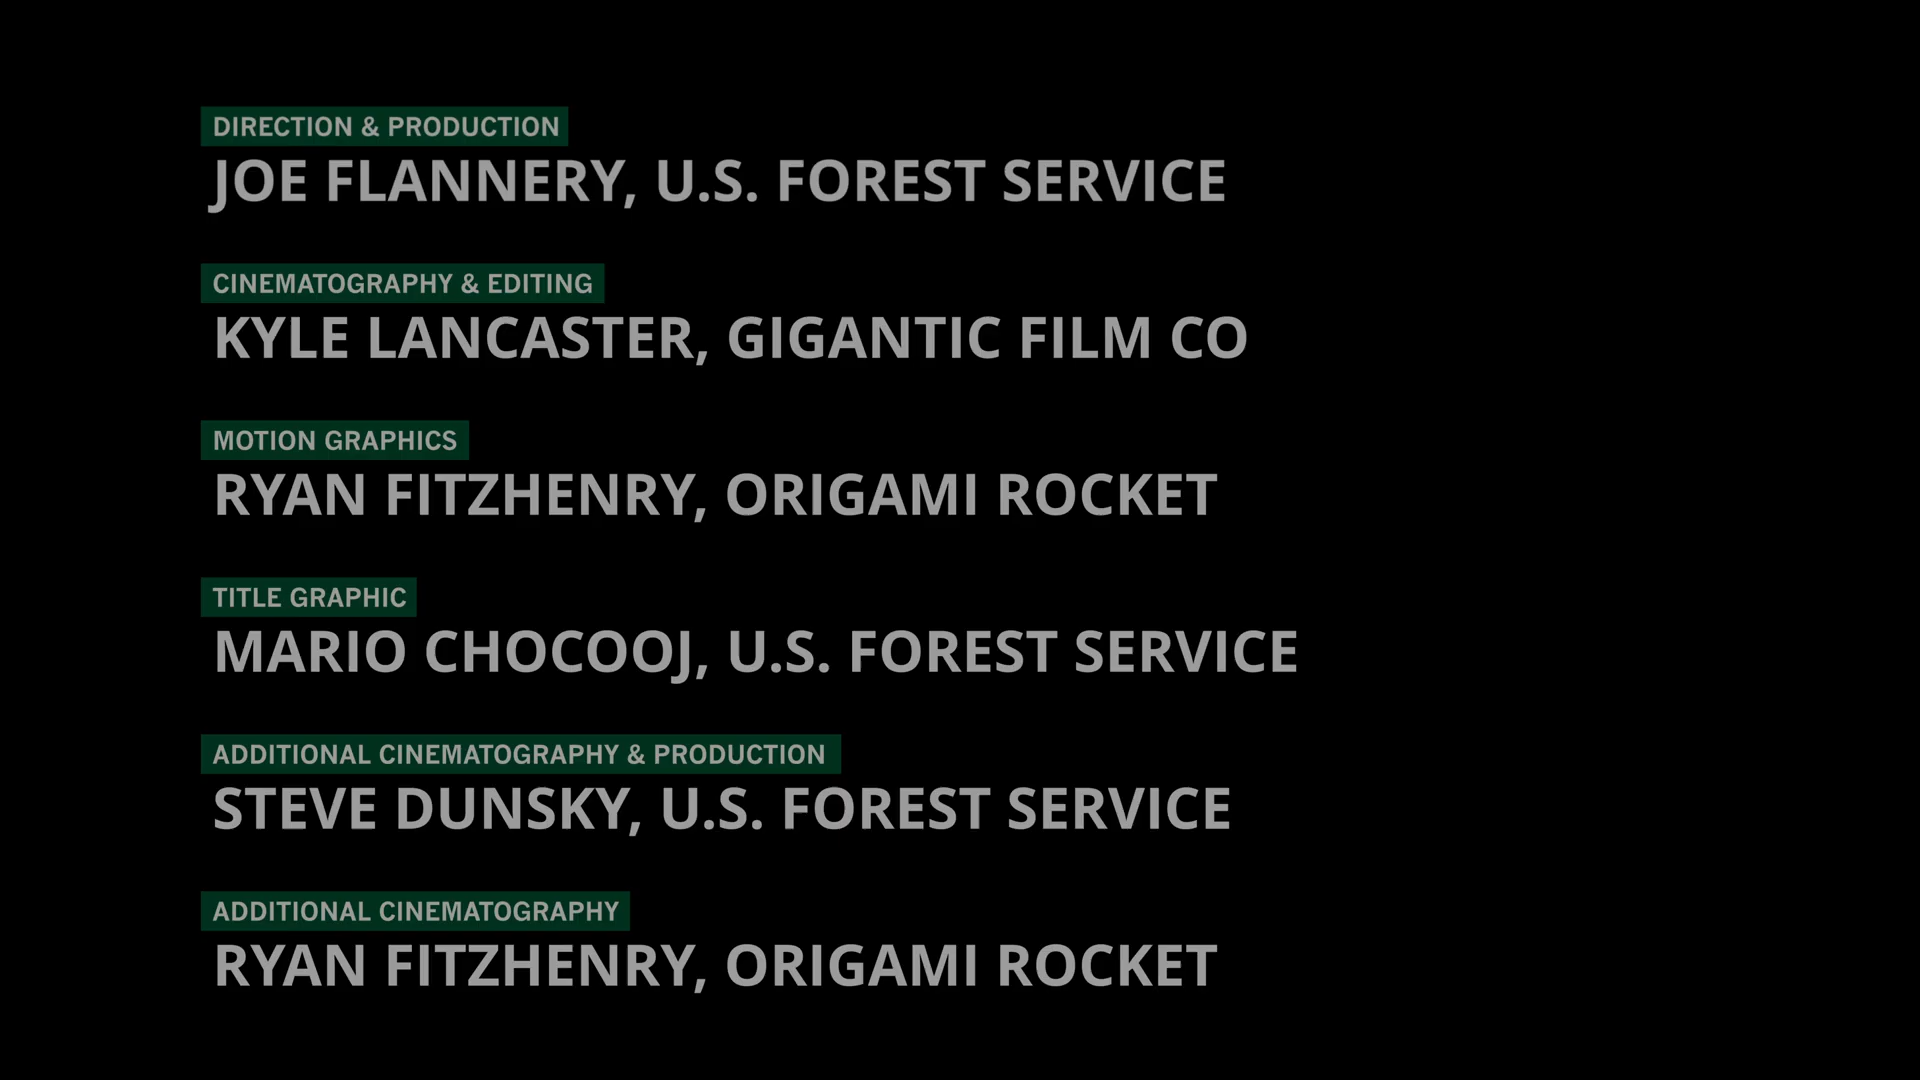 DIRECTION & PRODUCTION
JOE FLANNERY, U.S. FOREST SERVICE
CINEMATOGRAPHY & EDITING
KYLE LANCASTER, GIGANTIC FILM CO
MOTION GRAPHICS
RYAN FITZHENRY, ORIGAMI ROCKET
TITLE GRAPHIC
MARIO CHOCOOJ, U.S. FOREST SERVICE
ADDITIONAL CINEMATOGRAPHY & PRODUCTION
STEVE DUNSKY, U.S. FOREST SERVICE
ADDITIONAL CINEMATOGRAPHY
RYAN FITZHENRY, ORIGAMI ROCKET